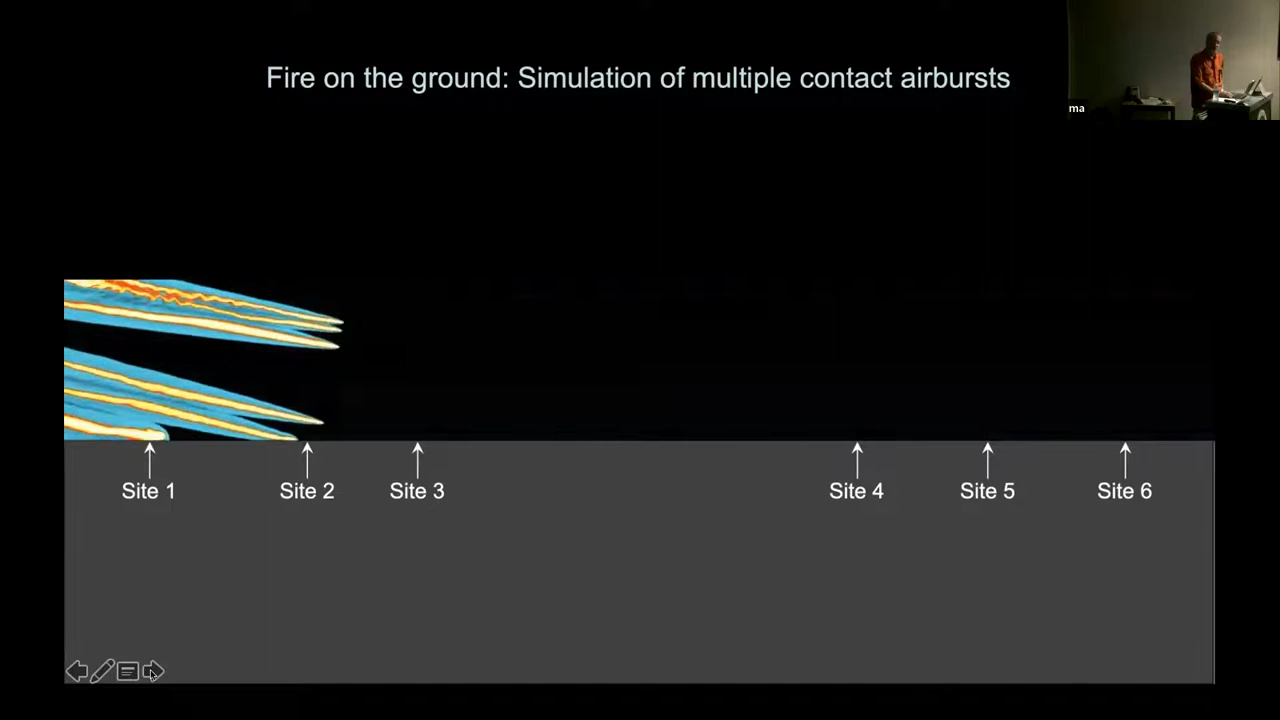 Fire on the ground: Simulation of multiple contact airbursts
ma
Site 1 Site 2 Site 3 Site 4 Site 5 Site 6